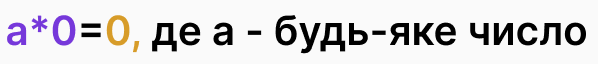 a*0=0, де а - будь-яке число